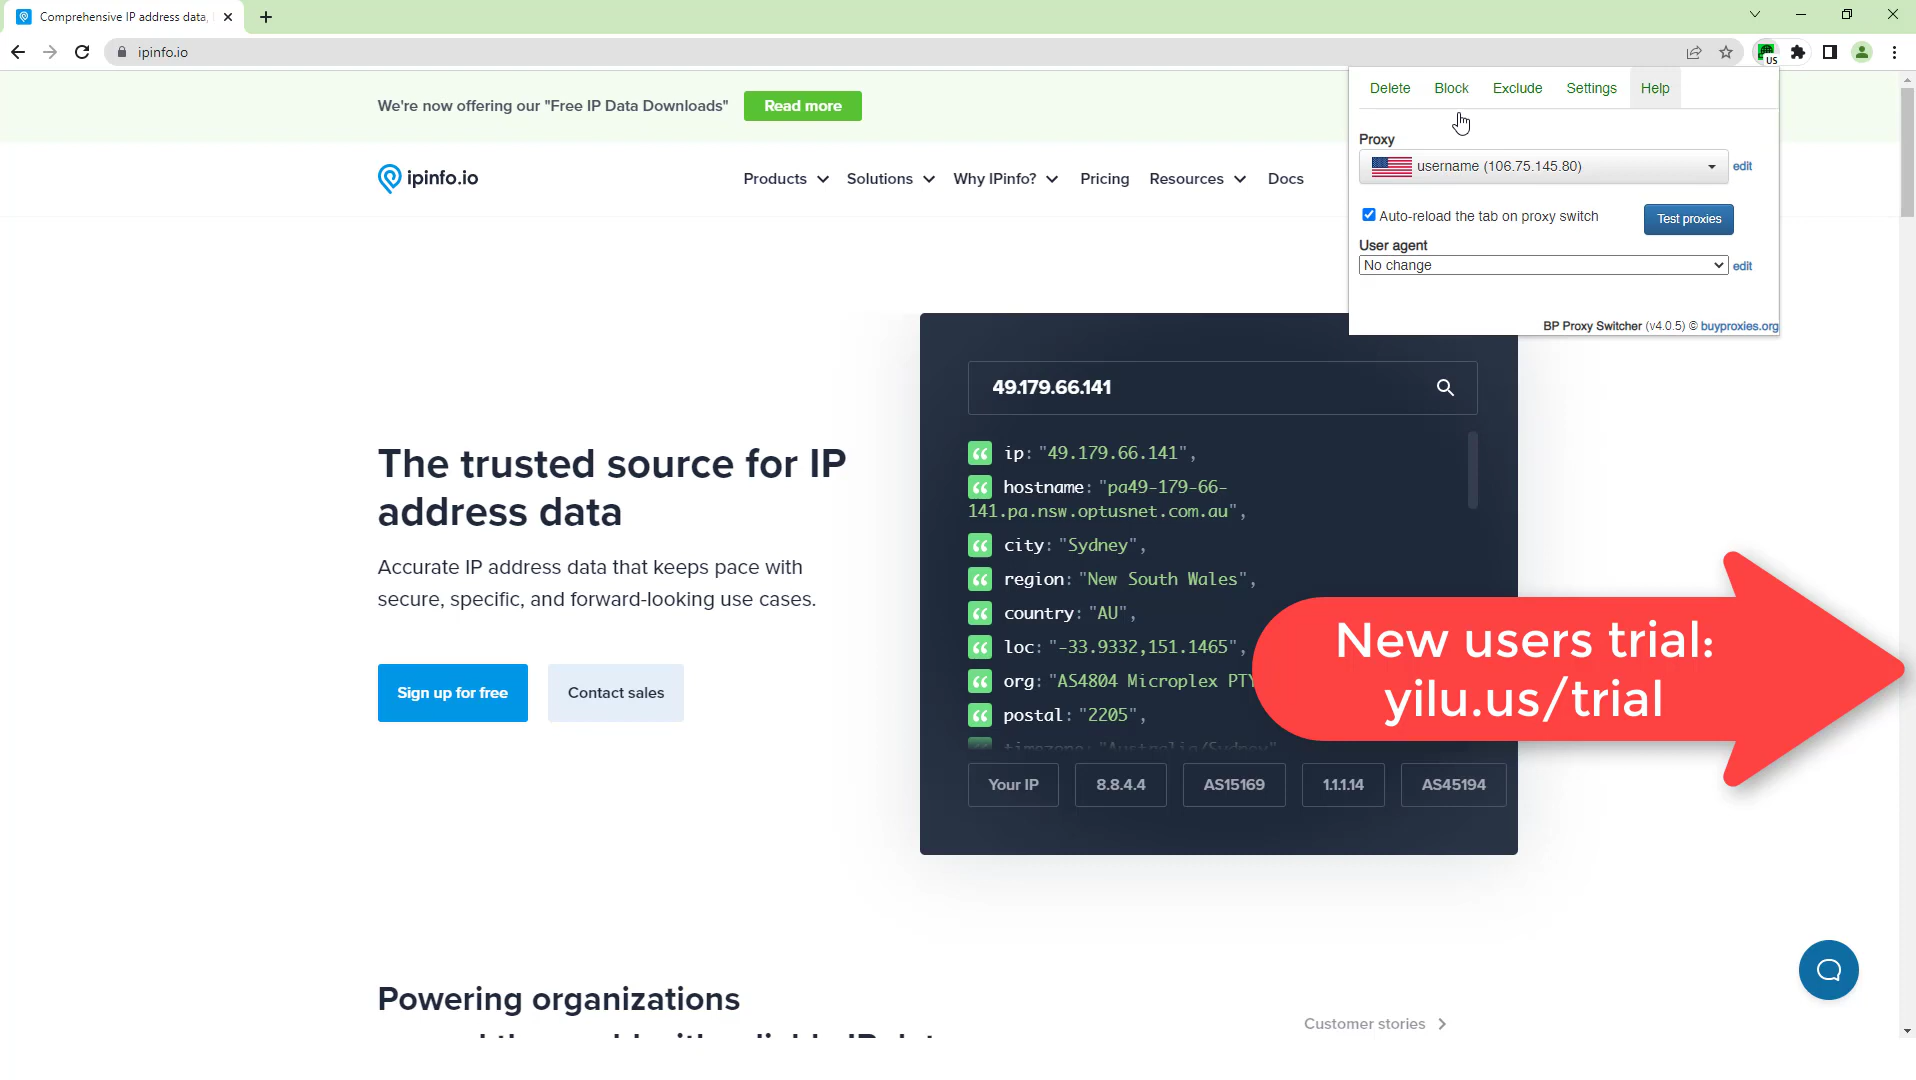 Comprehensive IP address data,
ipinfo.io
US
We're now offering our "Free IP Data Downloads"
Read more
Delete
Block
Exclude
Settings
Help
Proxy
username (106.75.145.80)
edit
Auto-reload the tab on proxy switch
Test proxies
User agent
No change
edit
BP Proxy Switcher (v4.0.5) © buyproxies.org
ipinfo.io
Products
Solutions
Why IPinfo?
Pricing
Resources
Docs
The trusted source for IP
address data
Accurate IP address data that keeps pace with
secure, specific, and forward-looking use cases.
Sign up for free
Contact sales
49.179.66.141
ip: "49.179.66.141",
hostname: "pa49-179-66-
141.pa.nsw.optusnet.com.au",
city: "Sydney",
region: "New South Wales",
country: "AU",
loc: "-33.9332,151.1465",
org: "AS4804 Microplex PTY
postal: "2205",
timezone: "Australia/Sydney"
Your IP
8.8.4.4
AS15169
1.1.1.14
AS45194
New users trial:
yilu.us/trial
Powering organizations
Customer stories